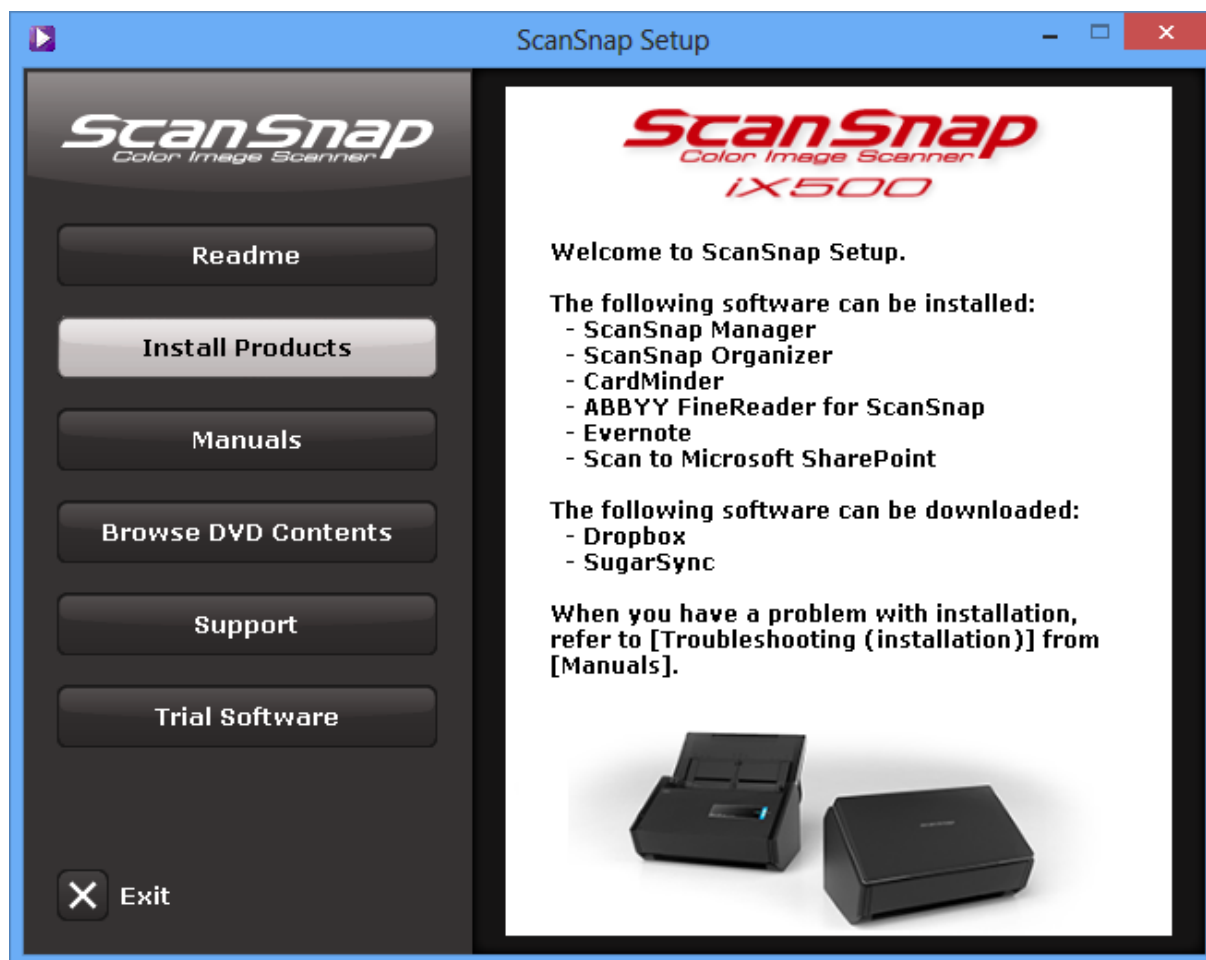 ScanSnap Setup
ScanSnap
Color Image Scanner
Readme
Install Products
Manuals
Browse DVD Contents
Support
Trial Software
Exit
ScanSnap
Color Image Scanner
iX500
Welcome to ScanSnap Setup.
The following software can be installed:
- ScanSnap Manager
- ScanSnap Organizer
- CardMinder
- ABBYY FineReader for ScanSnap
- Evernote
- Scan to Microsoft SharePoint
The following software can be downloaded:
- Dropbox
- SugarSync
When you have a problem with installation,
refer to [Troubleshooting (installation)] from
[Manuals].